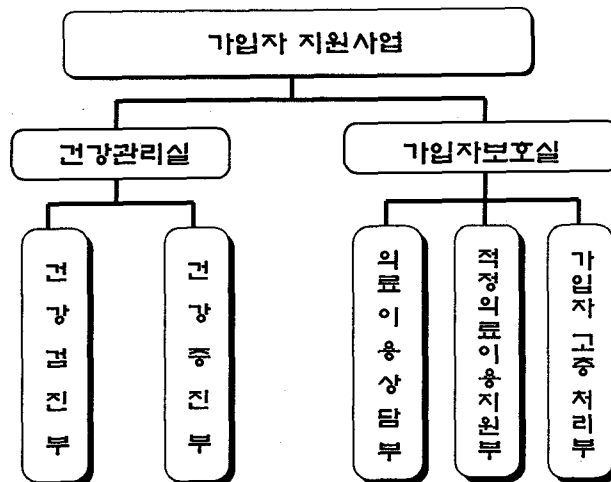 가입자 지원사업
건강관리실
가입자보호실
건강검진부
건강증진부
의료이용상담부
적정의료이용지원부
가입자고충처리부